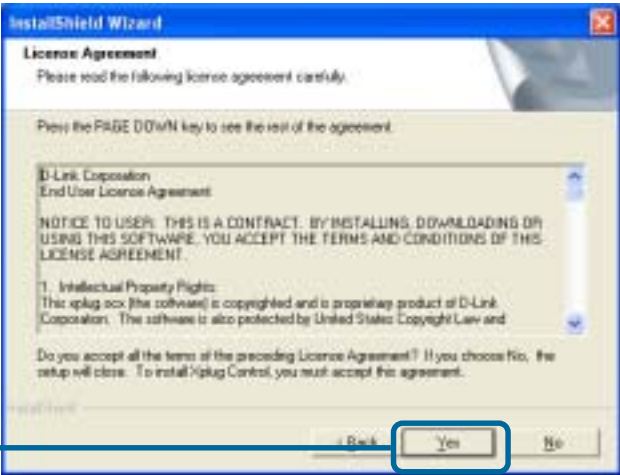 InstallShield Wizard
License Agreement
Please read the following license agreement carefully.
Press the PAGE DOWN key to see the rest of the agreement.
D-Link Corporation
End User License Agreement
NOTICE TO USER: THIS IS A CONTRACT. BY INSTALLING, DOWNLOADING OR
USING THIS SOFTWARE, YOU ACCEPT THE TERMS AND CONDITIONS OF THIS
LICENSE AGREEMENT.
1. Intellectual Property Rights:
This xplug.ocx (the software) is copyrighted and is proprietary product of D-Link
Corporation. The software is also protected by United States Copyright Law and
Do you accept all the terms of the preceding License Agreement? If you choose No, the
setup will close. To install Xplug Control, you must accept this agreement.
InstallShield
< Back Yes No